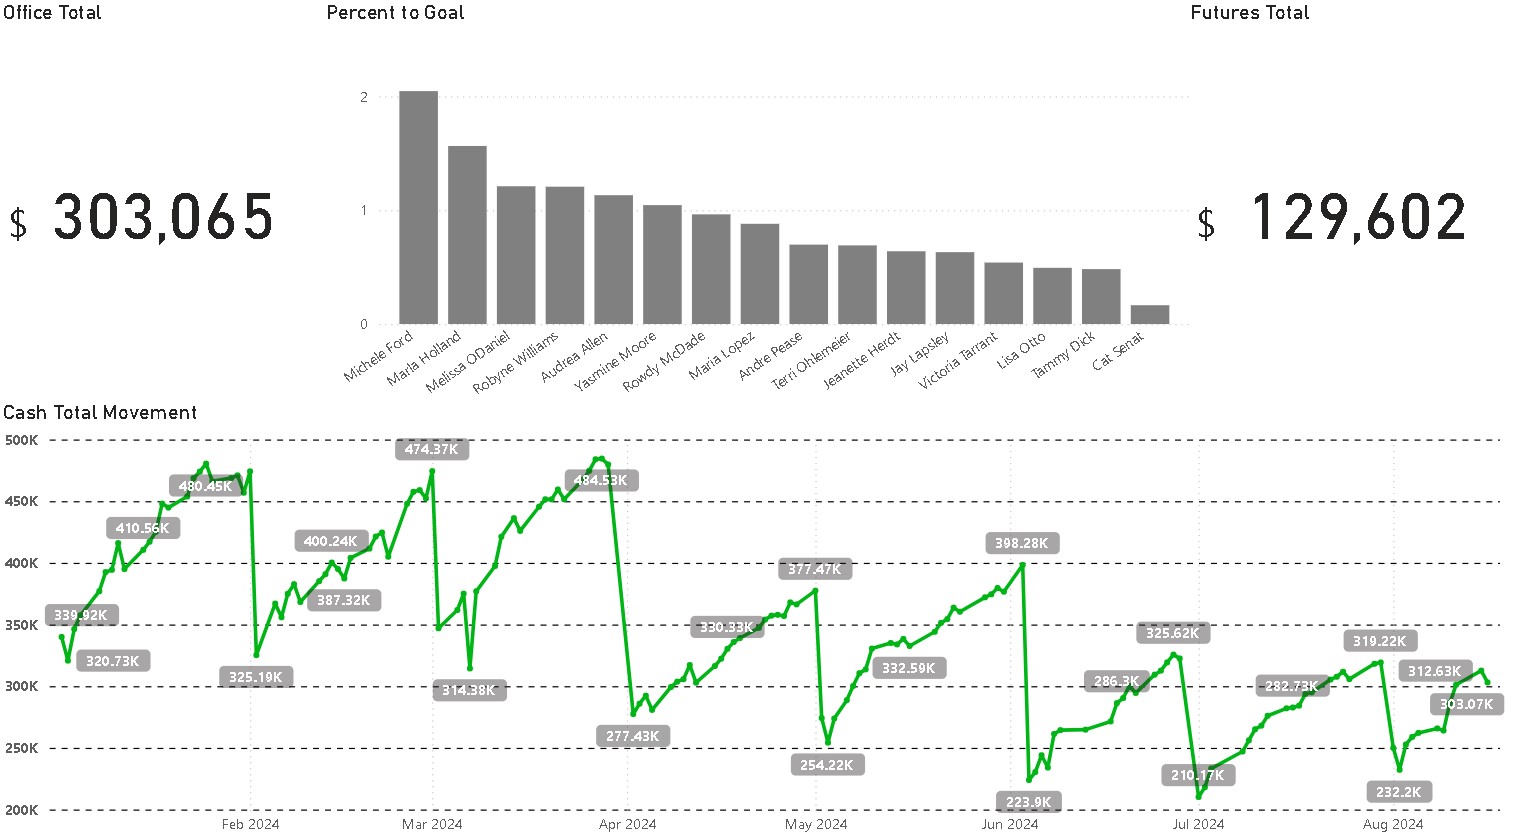 Office Total
Percent to Goal
Futures Total
2
1
0
$ 303,065
$ 129,602
Michele Ford
Marla Holland
Melissa ODaniel
Robyne Williams
Audrea Allen
Yasmine Moore
Rowdy McDade
Maria Lopez
Andre Pease
Terri Ohlemeier
Jeanette Herdt
Jay Lapsley
Victoria Tarrant
Lisa Otto
Tammy Dick
Cat Senat
Cash Total Movement
500K
450K
400K
350K
300K
250K
200K
339.92K
320.73K
410.56K
480.45K
325.19K
400.24K
387.32K
474.37K
314.38K
484.53K
277.43K
330.33K
377.47K
254.22K
332.59K
398.28K
223.9K
286.3K
325.62K
210.17K
282.73K
319.22K
232.2K
312.63K
303.07K
Feb 2024
Mar 2024
Apr 2024
May 2024
Jun 2024
Jul 2024
Aug 2024